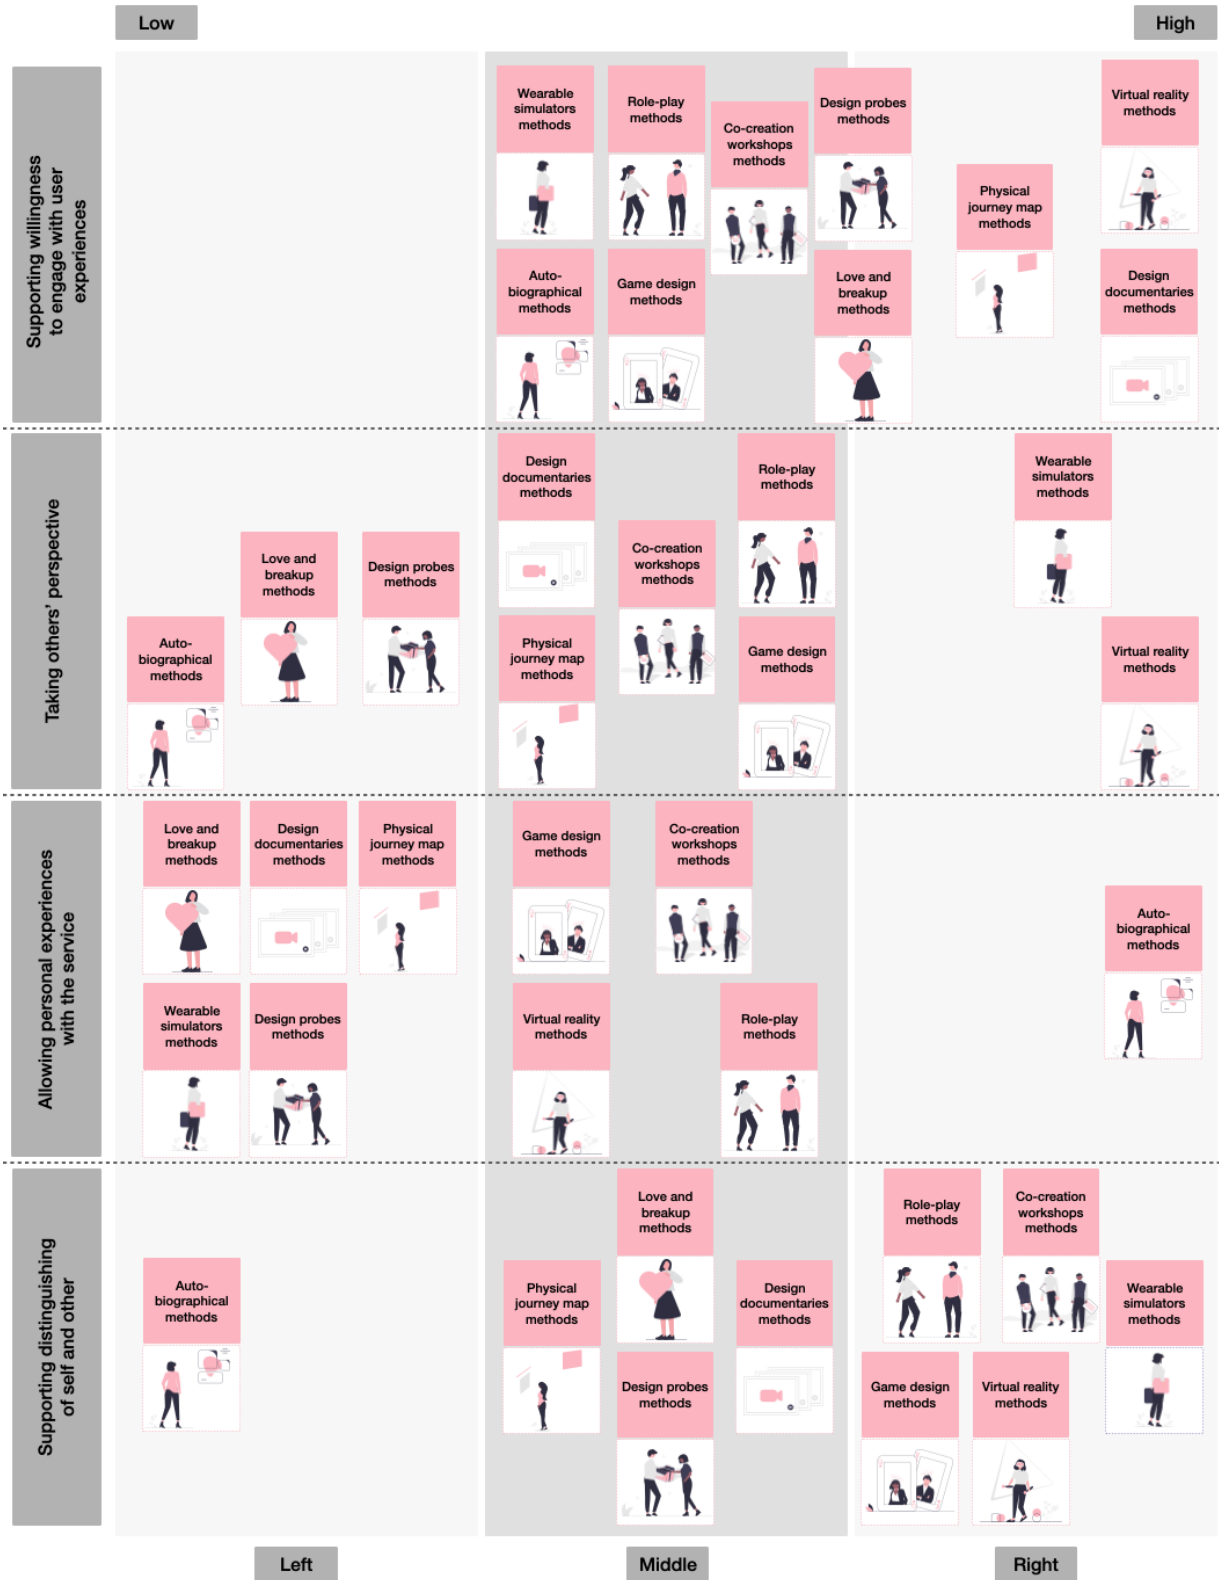 Low
High
Supporting willingness
to engage with user
experiences
Wearable
simulators
methods
Role-play
methods
Co-creation
workshops
methods
Design probes
methods
Physical
journey map
methods
Virtual reality
methods
Auto-
biographical
methods
Game design
methods
Love and
breakup
methods
Design
documentaries
methods
Taking others' perspective
Auto-
biographical
methods
Love and
breakup
methods
Design probes
methods
Design
documentaries
methods
Co-creation
workshops
methods
Role-play
methods
Wearable
simulators
methods
Physical
journey map
methods
Game design
methods
Virtual reality
methods
Allowing personal experiences
with the service
Love and
breakup
methods
Design
documentaries
methods
Physical
journey map
methods
Game design
methods
Co-creation
workshops
methods
Auto-
biographical
methods
Wearable
simulators
methods
Design probes
methods
Virtual reality
methods
Role-play
methods
Supporting distinguishing
of self and other
Auto-
biographical
methods
Physical
journey map
methods
Love and
breakup
methods
Design
documentaries
methods
Role-play
methods
Co-creation
workshops
methods
Wearable
simulators
methods
Design probes
methods
Game design
methods
Virtual reality
methods
Left
Middle
Right